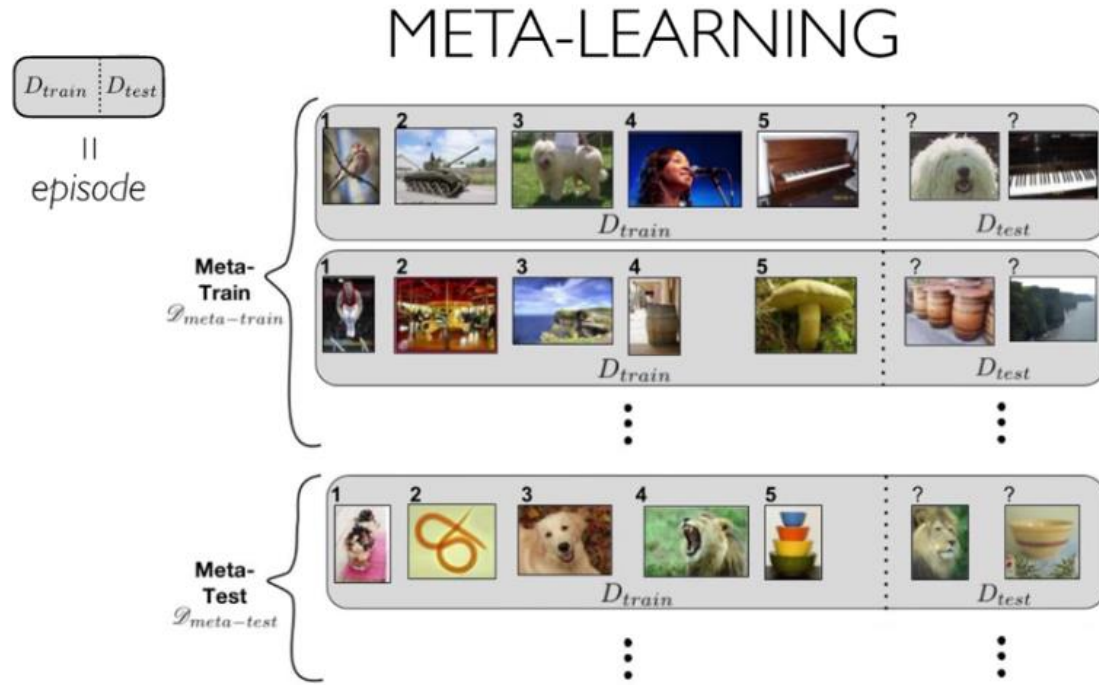 META-LEARNING
D_train D_test
=
episode
1 2 3 4 5 ? ?
D_train D_test
Meta-
Train
𝒟_meta-train
1 2 3 4 5 ? ?
D_train D_test
1 2 3 4 5 ? ?
D_train D_test
Meta-
Test
𝒟_meta-test